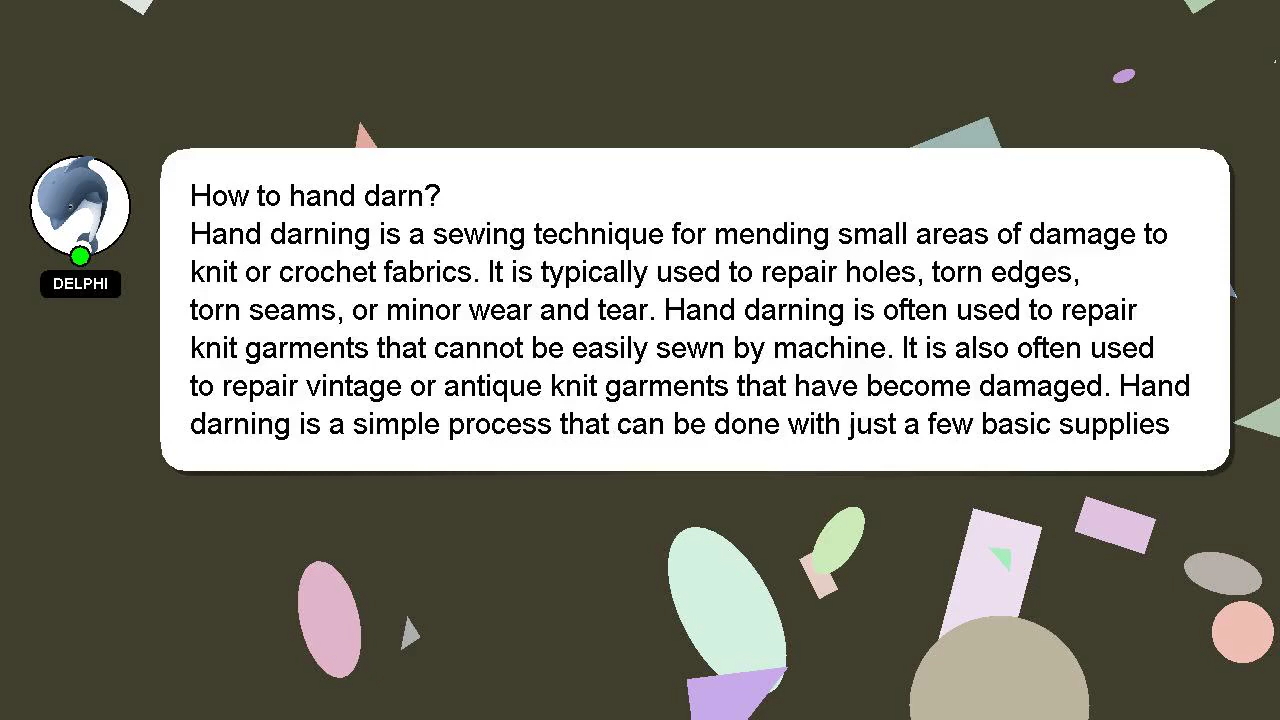 How to hand darn?
Hand darning is a sewing technique for mending small areas of damage to
knit or crochet fabrics. It is typically used to repair holes, torn edges,
torn seams, or minor wear and tear. Hand darning is often used to repair
knit garments that cannot be easily sewn by machine. It is also often used
to repair vintage or antique knit garments that have become damaged. Hand
darning is a simple process that can be done with just a few basic supplies
DELPHI